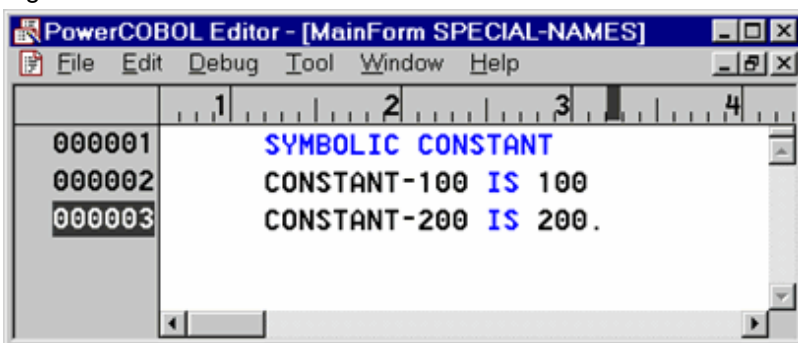 PowerCOBOL Editor - [MainForm SPECIAL-NAMES]
File Edit Debug Tool Window Help
1 2 3 4
000001 SYMBOLIC CONSTANT
000002 CONSTANT-100 IS 100
000003 CONSTANT-200 IS 200.